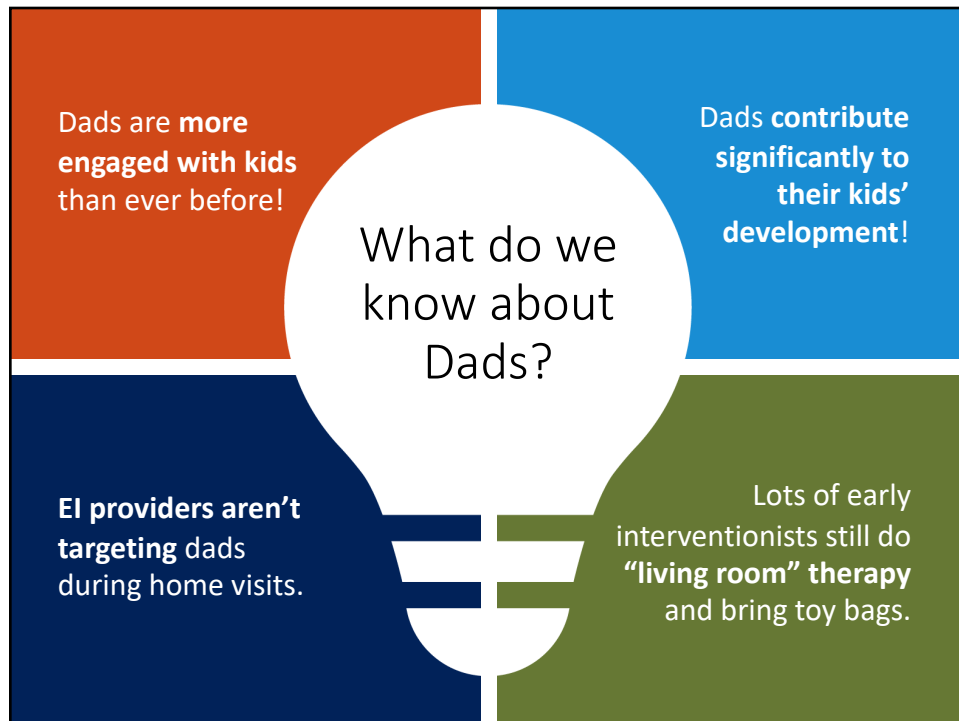 Dads are more
engaged with kids
than ever before!
Dads contribute
significantly to
their kids’
development!
What do we
know about
Dads?
EI providers aren’t
targeting dads
during home visits.
Lots of early
interventionists still do
“living room” therapy
and bring toy bags.